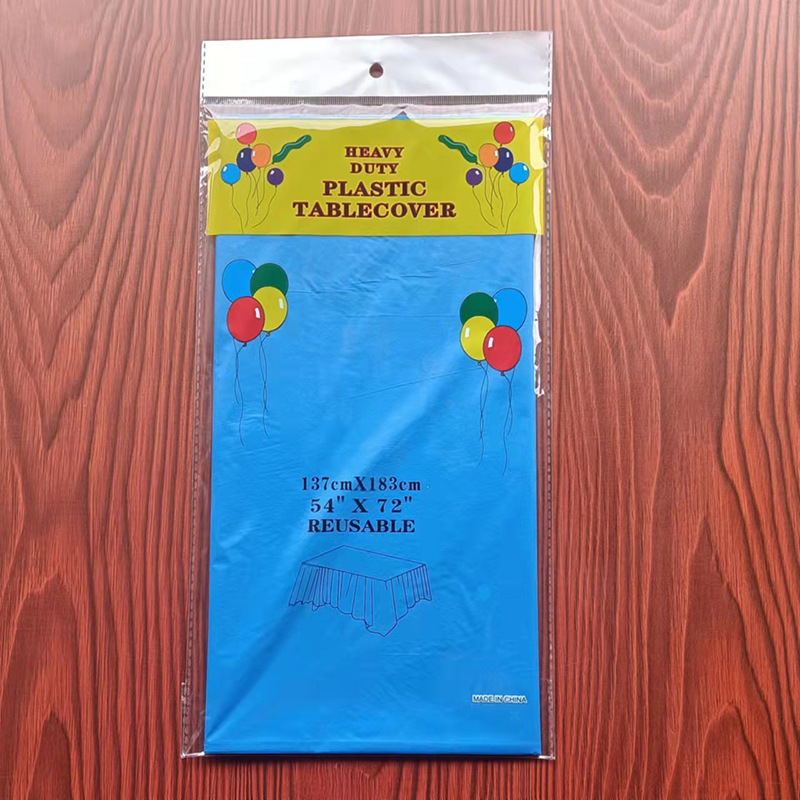 HEAVY
DUTY
PLASTIC
TABLECOVER
137cmX183cm
54" X 72"
REUSABLE
MADE IN CHINA